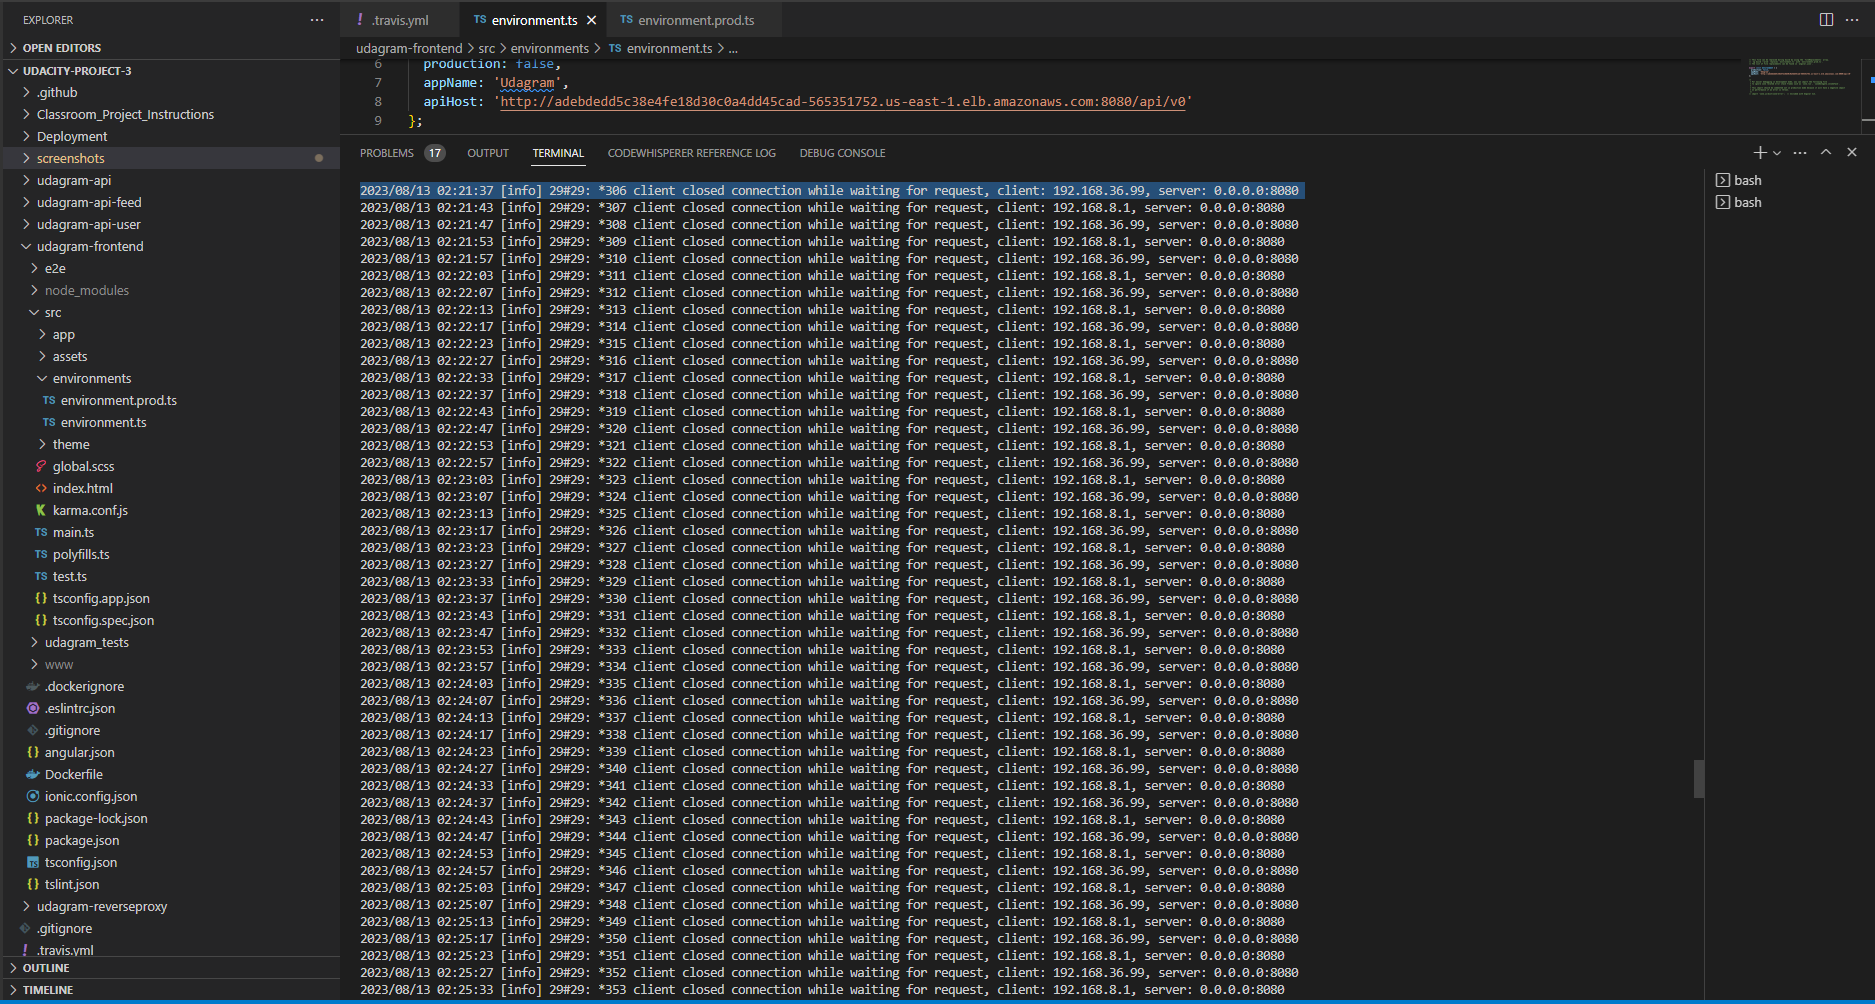 EXPLORER
OPEN EDITORS
UDACITY-PROJECT-3
.github
Classroom_Project_Instructions
Deployment
screenshots
udagram-api
udagram-api-feed
udagram-api-user
udagram-frontend
e2e
node_modules
src
app
assets
environments
TS environment.prod.ts
TS environment.ts
theme
global.scss
index.html
karma.conf.js
TS main.ts
TS polyfills.ts
TS test.ts
{} tsconfig.app.json
{} tsconfig.spec.json
udagram_tests
www
.dockerignore
.eslintrc.json
.gitignore
{} angular.json
Dockerfile
ionic.config.json
{} package-lock.json
{} package.json
TS tsconfig.json
{} tslint.json
udagram-reverseproxy
.gitignore
! .travis.yml
OUTLINE
TIMELINE
! .travis.yml
TS environment.ts
TS environment.prod.ts
udagram-frontend > src > environments > TS environment.ts > ...
6 production: false,
7 appName: 'Udagram',
8 apiHost: 'http://adebdedd5c38e4fe18d30c0a4dd45cad-565351752.us-east-1.elb.amazonaws.com:8080/api/v0'
9 };
PROBLEMS 17 OUTPUT TERMINAL CODEWHISPERER REFERENCE LOG DEBUG CONSOLE
2023/08/13 02:21:37 [info] 29#29: *306 client closed connection while waiting for request, client: 192.168.36.99, server: 0.0.0.0:8080
2023/08/13 02:21:43 [info] 29#29: *307 client closed connection while waiting for request, client: 192.168.8.1, server: 0.0.0.0:8080
2023/08/13 02:21:47 [info] 29#29: *308 client closed connection while waiting for request, client: 192.168.36.99, server: 0.0.0.0:8080
2023/08/13 02:21:53 [info] 29#29: *309 client closed connection while waiting for request, client: 192.168.8.1, server: 0.0.0.0:8080
2023/08/13 02:21:57 [info] 29#29: *310 client closed connection while waiting for request, client: 192.168.36.99, server: 0.0.0.0:8080
2023/08/13 02:22:03 [info] 29#29: *311 client closed connection while waiting for request, client: 192.168.8.1, server: 0.0.0.0:8080
2023/08/13 02:22:07 [info] 29#29: *312 client closed connection while waiting for request, client: 192.168.36.99, server: 0.0.0.0:8080
2023/08/13 02:22:13 [info] 29#29: *313 client closed connection while waiting for request, client: 192.168.8.1, server: 0.0.0.0:8080
2023/08/13 02:22:17 [info] 29#29: *314 client closed connection while waiting for request, client: 192.168.36.99, server: 0.0.0.0:8080
2023/08/13 02:22:23 [info] 29#29: *315 client closed connection while waiting for request, client: 192.168.8.1, server: 0.0.0.0:8080
2023/08/13 02:22:27 [info] 29#29: *316 client closed connection while waiting for request, client: 192.168.36.99, server: 0.0.0.0:8080
2023/08/13 02:22:33 [info] 29#29: *317 client closed connection while waiting for request, client: 192.168.8.1, server: 0.0.0.0:8080
2023/08/13 02:22:37 [info] 29#29: *318 client closed connection while waiting for request, client: 192.168.36.99, server: 0.0.0.0:8080
2023/08/13 02:22:43 [info] 29#29: *319 client closed connection while waiting for request, client: 192.168.8.1, server: 0.0.0.0:8080
2023/08/13 02:22:47 [info] 29#29: *320 client closed connection while waiting for request, client: 192.168.36.99, server: 0.0.0.0:8080
2023/08/13 02:22:53 [info] 29#29: *321 client closed connection while waiting for request, client: 192.168.8.1, server: 0.0.0.0:8080
2023/08/13 02:22:57 [info] 29#29: *322 client closed connection while waiting for request, client: 192.168.36.99, server: 0.0.0.0:8080
2023/08/13 02:23:03 [info] 29#29: *323 client closed connection while waiting for request, client: 192.168.8.1, server: 0.0.0.0:8080
2023/08/13 02:23:07 [info] 29#29: *324 client closed connection while waiting for request, client: 192.168.36.99, server: 0.0.0.0:8080
2023/08/13 02:23:13 [info] 29#29: *325 client closed connection while waiting for request, client: 192.168.8.1, server: 0.0.0.0:8080
2023/08/13 02:23:17 [info] 29#29: *326 client closed connection while waiting for request, client: 192.168.36.99, server: 0.0.0.0:8080
2023/08/13 02:23:23 [info] 29#29: *327 client closed connection while waiting for request, client: 192.168.8.1, server: 0.0.0.0:8080
2023/08/13 02:23:27 [info] 29#29: *328 client closed connection while waiting for request, client: 192.168.36.99, server: 0.0.0.0:8080
2023/08/13 02:23:33 [info] 29#29: *329 client closed connection while waiting for request, client: 192.168.8.1, server: 0.0.0.0:8080
2023/08/13 02:23:37 [info] 29#29: *330 client closed connection while waiting for request, client: 192.168.36.99, server: 0.0.0.0:8080
2023/08/13 02:23:43 [info] 29#29: *331 client closed connection while waiting for request, client: 192.168.8.1, server: 0.0.0.0:8080
2023/08/13 02:23:47 [info] 29#29: *332 client closed connection while waiting for request, client: 192.168.36.99, server: 0.0.0.0:8080
2023/08/13 02:23:53 [info] 29#29: *333 client closed connection while waiting for request, client: 192.168.8.1, server: 0.0.0.0:8080
2023/08/13 02:23:57 [info] 29#29: *334 client closed connection while waiting for request, client: 192.168.36.99, server: 0.0.0.0:8080
2023/08/13 02:24:03 [info] 29#29: *335 client closed connection while waiting for request, client: 192.168.8.1, server: 0.0.0.0:8080
2023/08/13 02:24:07 [info] 29#29: *336 client closed connection while waiting for request, client: 192.168.36.99, server: 0.0.0.0:8080
2023/08/13 02:24:13 [info] 29#29: *337 client closed connection while waiting for request, client: 192.168.8.1, server: 0.0.0.0:8080
2023/08/13 02:24:17 [info] 29#29: *338 client closed connection while waiting for request, client: 192.168.36.99, server: 0.0.0.0:8080
2023/08/13 02:24:23 [info] 29#29: *339 client closed connection while waiting for request, client: 192.168.8.1, server: 0.0.0.0:8080
2023/08/13 02:24:27 [info] 29#29: *340 client closed connection while waiting for request, client: 192.168.36.99, server: 0.0.0.0:8080
2023/08/13 02:24:33 [info] 29#29: *341 client closed connection while waiting for request, client: 192.168.8.1, server: 0.0.0.0:8080
2023/08/13 02:24:37 [info] 29#29: *342 client closed connection while waiting for request, client: 192.168.36.99, server: 0.0.0.0:8080
2023/08/13 02:24:43 [info] 29#29: *343 client closed connection while waiting for request, client: 192.168.8.1, server: 0.0.0.0:8080
2023/08/13 02:24:47 [info] 29#29: *344 client closed connection while waiting for request, client: 192.168.36.99, server: 0.0.0.0:8080
2023/08/13 02:24:53 [info] 29#29: *345 client closed connection while waiting for request, client: 192.168.8.1, server: 0.0.0.0:8080
2023/08/13 02:24:57 [info] 29#29: *346 client closed connection while waiting for request, client: 192.168.36.99, server: 0.0.0.0:8080
2023/08/13 02:25:03 [info] 29#29: *347 client closed connection while waiting for request, client: 192.168.8.1, server: 0.0.0.0:8080
2023/08/13 02:25:07 [info] 29#29: *348 client closed connection while waiting for request, client: 192.168.36.99, server: 0.0.0.0:8080
2023/08/13 02:25:13 [info] 29#29: *349 client closed connection while waiting for request, client: 192.168.8.1, server: 0.0.0.0:8080
2023/08/13 02:25:17 [info] 29#29: *350 client closed connection while waiting for request, client: 192.168.36.99, server: 0.0.0.0:8080
2023/08/13 02:25:23 [info] 29#29: *351 client closed connection while waiting for request, client: 192.168.8.1, server: 0.0.0.0:8080
2023/08/13 02:25:27 [info] 29#29: *352 client closed connection while waiting for request, client: 192.168.36.99, server: 0.0.0.0:8080
2023/08/13 02:25:33 [info] 29#29: *353 client closed connection while waiting for request, client: 192.168.8.1, server: 0.0.0.0:8080
bash
bash